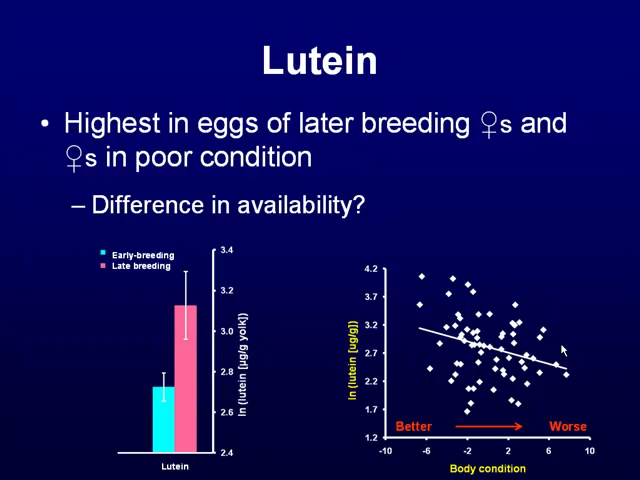 Lutein
• Highest in eggs of later breeding ♀s and
♀s in poor condition
– Difference in availability?
Early-breeding
Late breeding
3.4
3.2
3.0
2.8
2.6
2.4
ln (lutein [µg/g yolk])
Lutein
4.2
3.7
3.2
2.7
2.2
1.7
1.2
ln (lutein [ug/g])
Better Worse
-10 -6 -2 2 6 10
Body condition